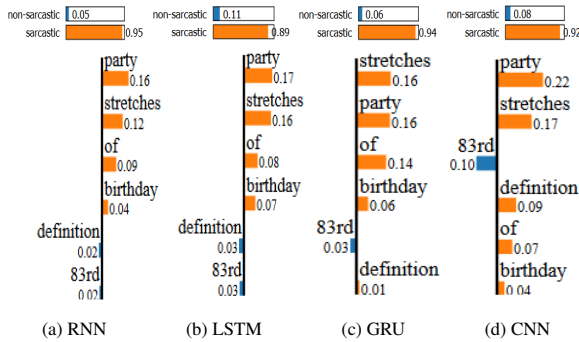 non-sarcastic 0.05
sarcastic 0.95
party
0.16
stretches
0.12
of
0.09
birthday
0.04
definition
0.02
83rd
0.02
(a) RNN
non-sarcastic 0.11
sarcastic 0.89
party
0.17
stretches
0.16
of
0.08
birthday
0.07
definition
0.03
83rd
0.03
(b) LSTM
non-sarcastic 0.06
sarcastic 0.94
stretches
0.16
party
0.16
of
0.14
birthday
0.06
83rd
0.03
definition
0.01
(c) GRU
non-sarcastic 0.08
sarcastic 0.92
party
0.22
stretches
0.17
83rd
0.10
definition
0.09
of
0.07
birthday
0.04
(d) CNN